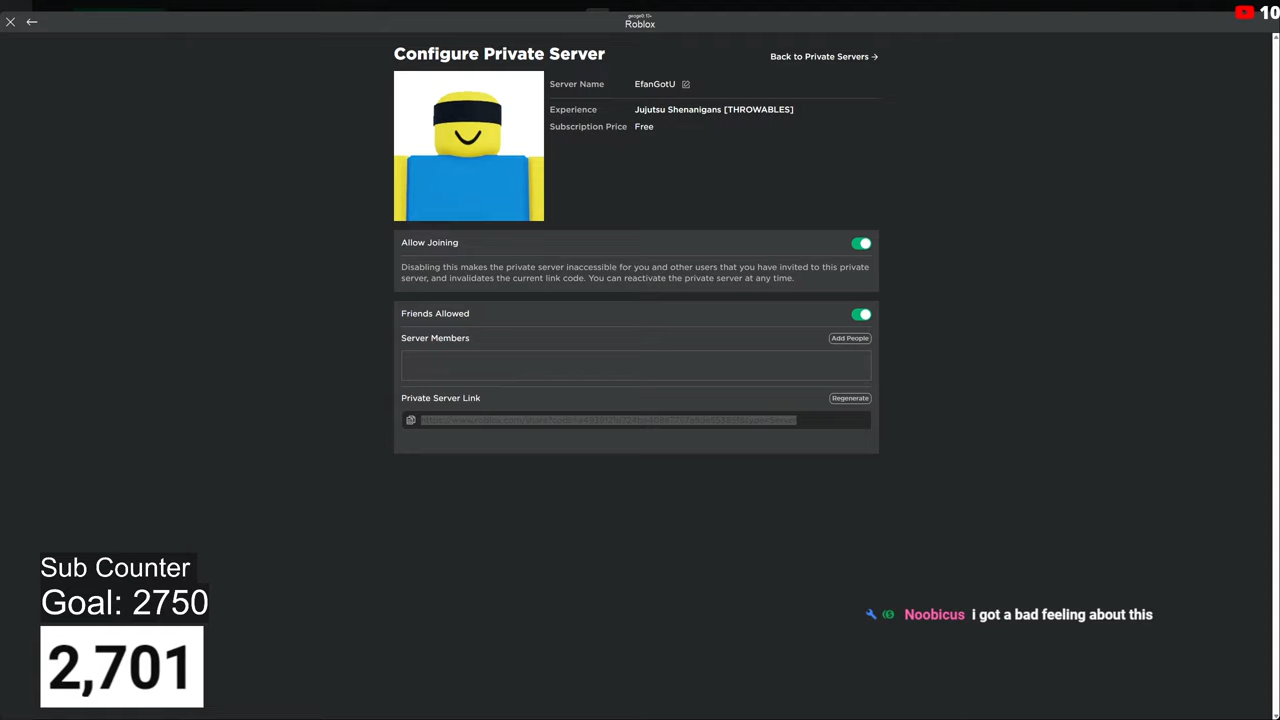 Roblox
10
Configure Private Server
Back to Private Servers →
Server Name EfanGotU
Experience Jujutsu Shenanigans [THROWABLES]
Subscription Price Free
Allow Joining
Disabling this makes the private server inaccessible for you and other users that you have invited to this private
server, and invalidates the current link code. You can reactivate the private server at any time.
Friends Allowed
Server Members Add People
Private Server Link Regenerate
Sub Counter
Goal: 2750
2,701
Noobicus i got a bad feeling about this